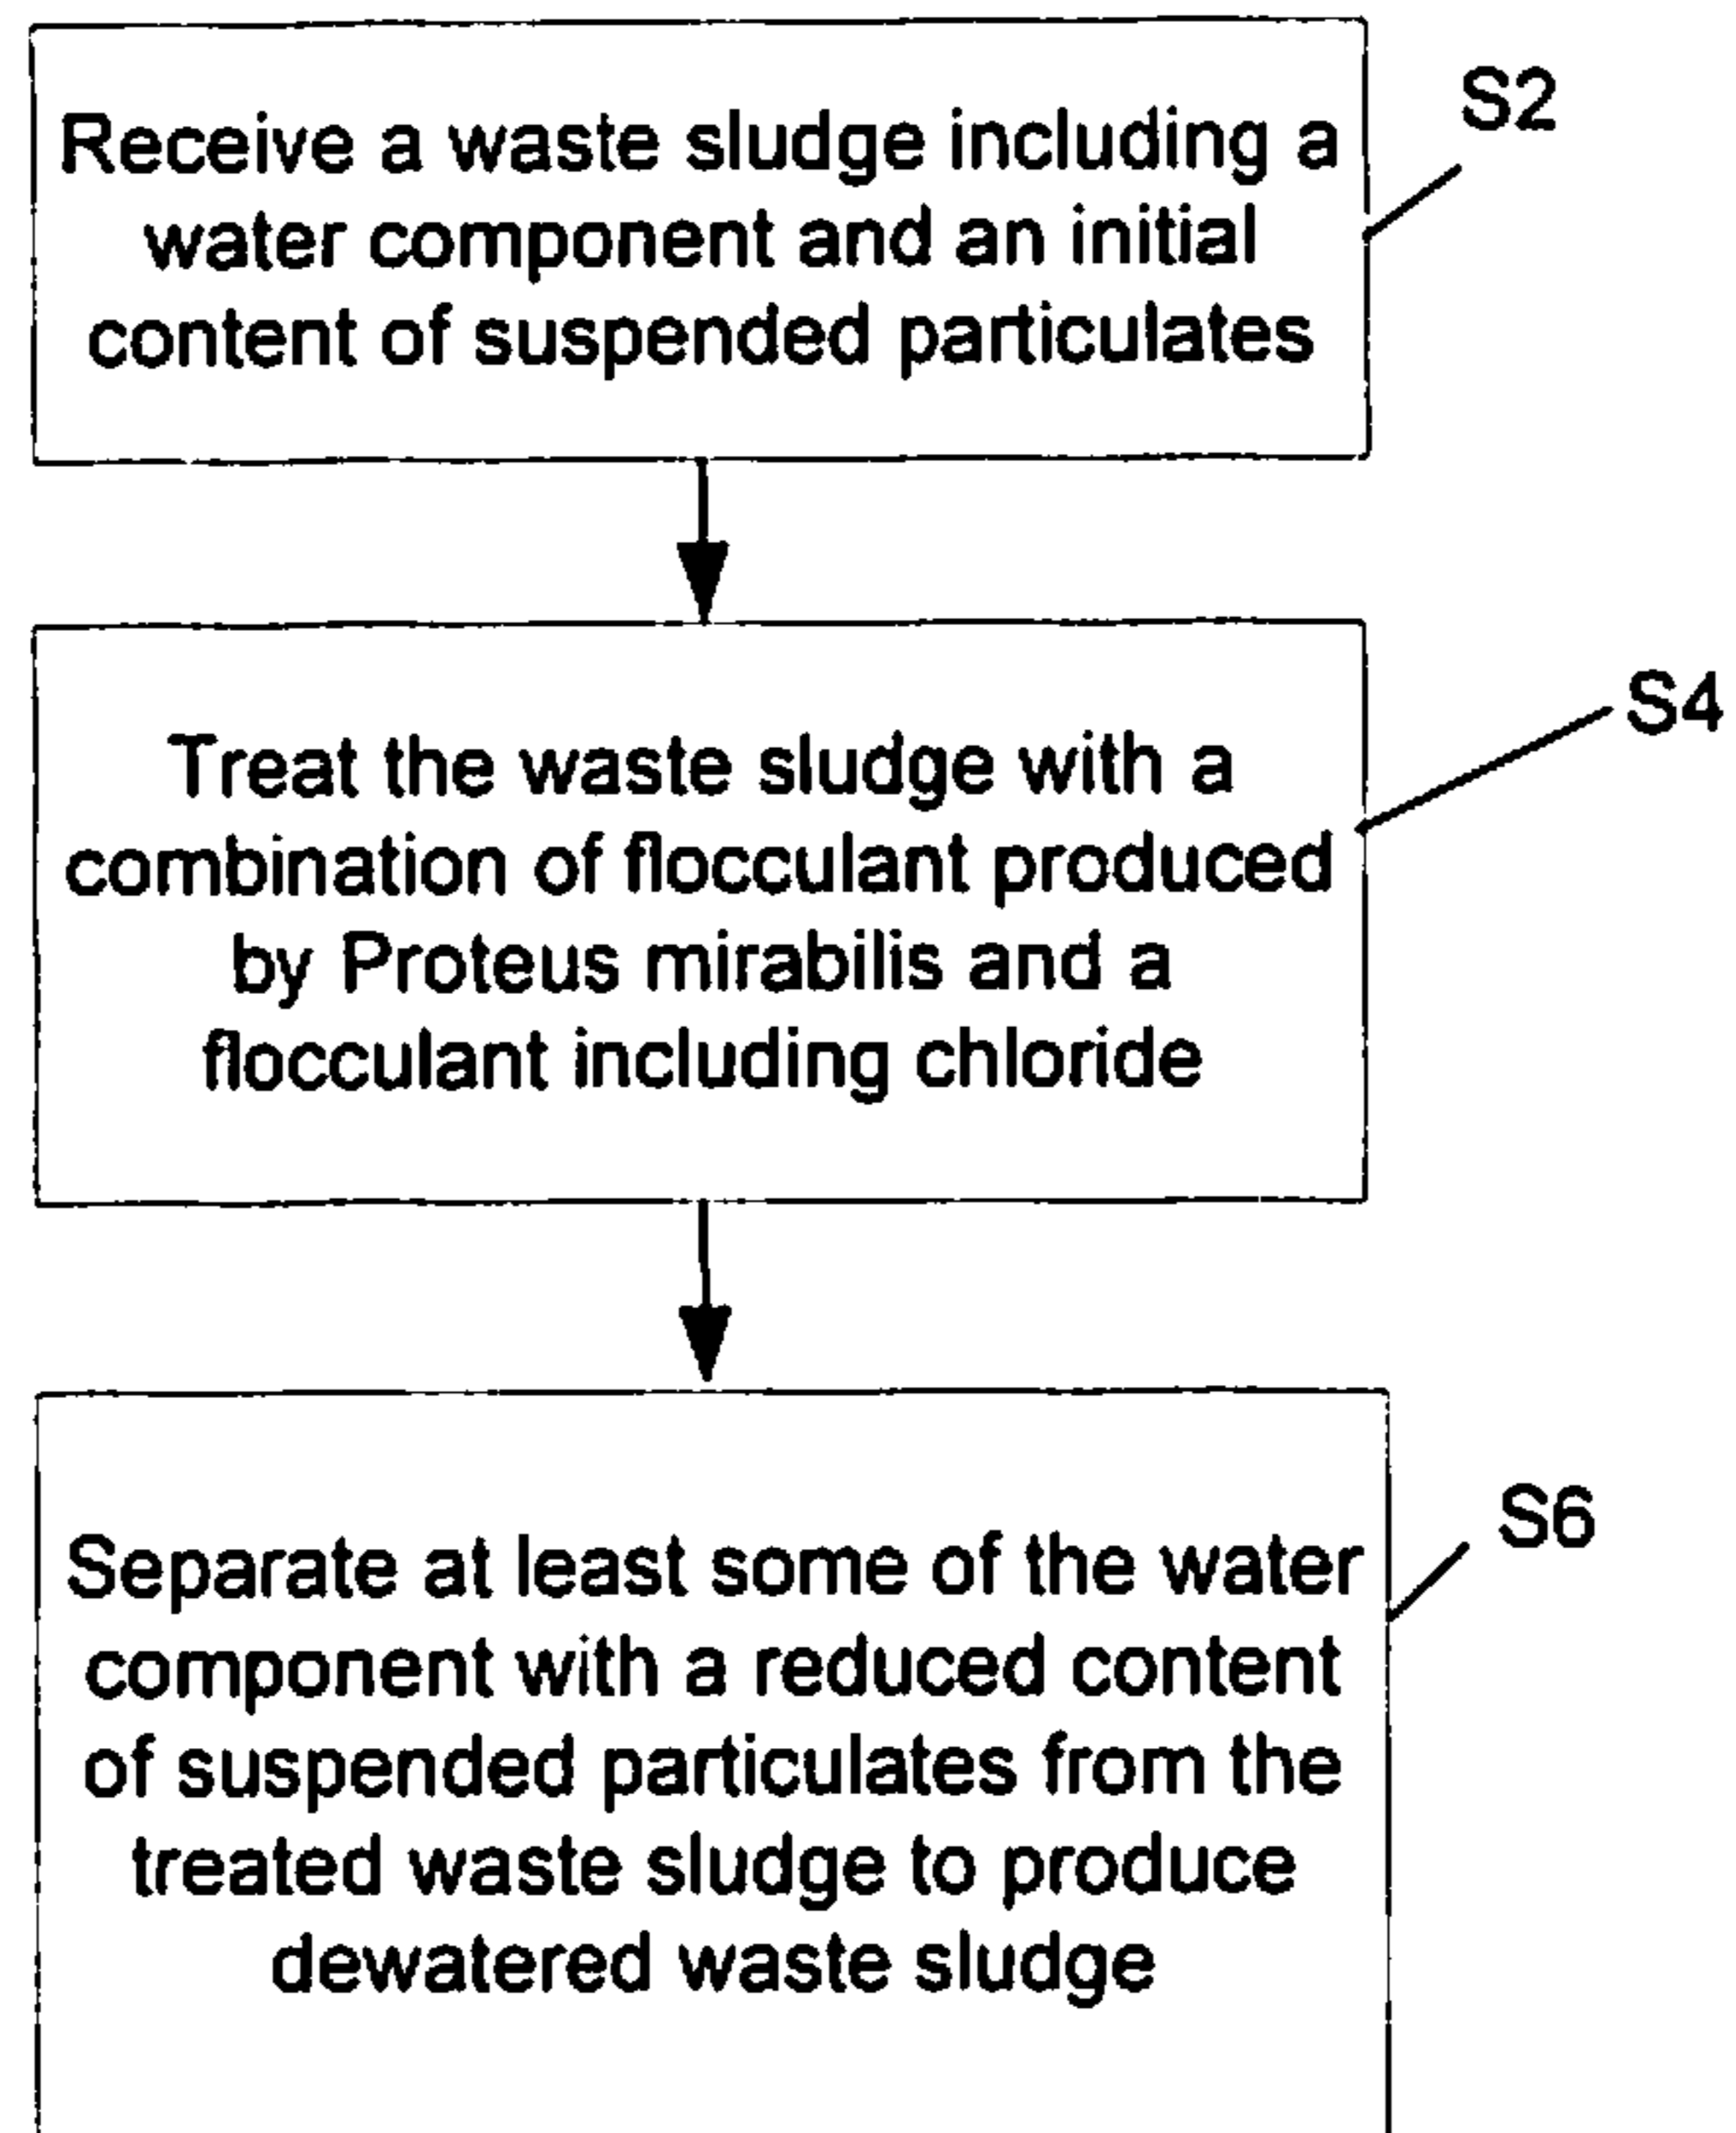 Receive a waste sludge including a
water component and an initial
content of suspended particulates
S2
Treat the waste sludge with a
combination of flocculant produced
by Proteus mirabilis and a
flocculant including chloride
S4
Separate at least some of the water
component with a reduced content
of suspended particulates from the
treated waste sludge to produce
dewatered waste sludge
S6